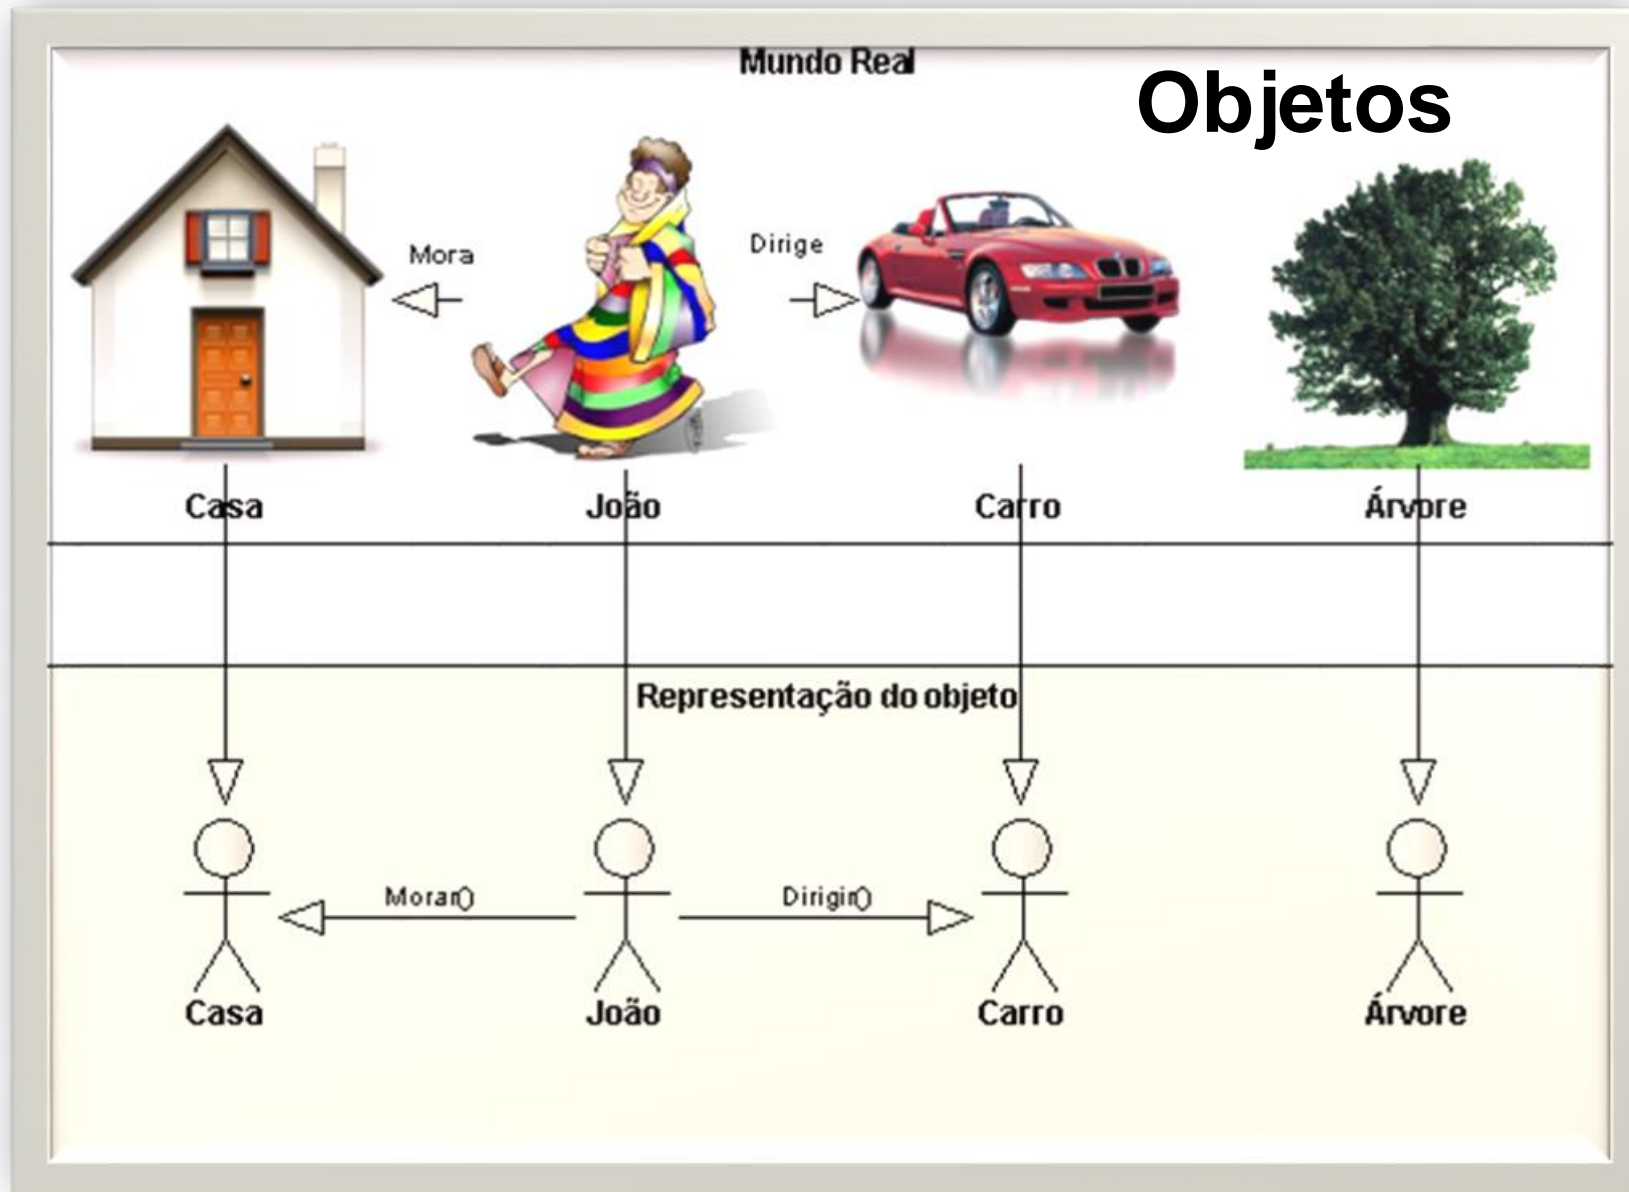 Mundo Real
Objetos
Mora
Dirige
Casa
João
Carro
Árvore
Representação do objeto
Morar()
Dirigir()
Casa
João
Carro
Árvore